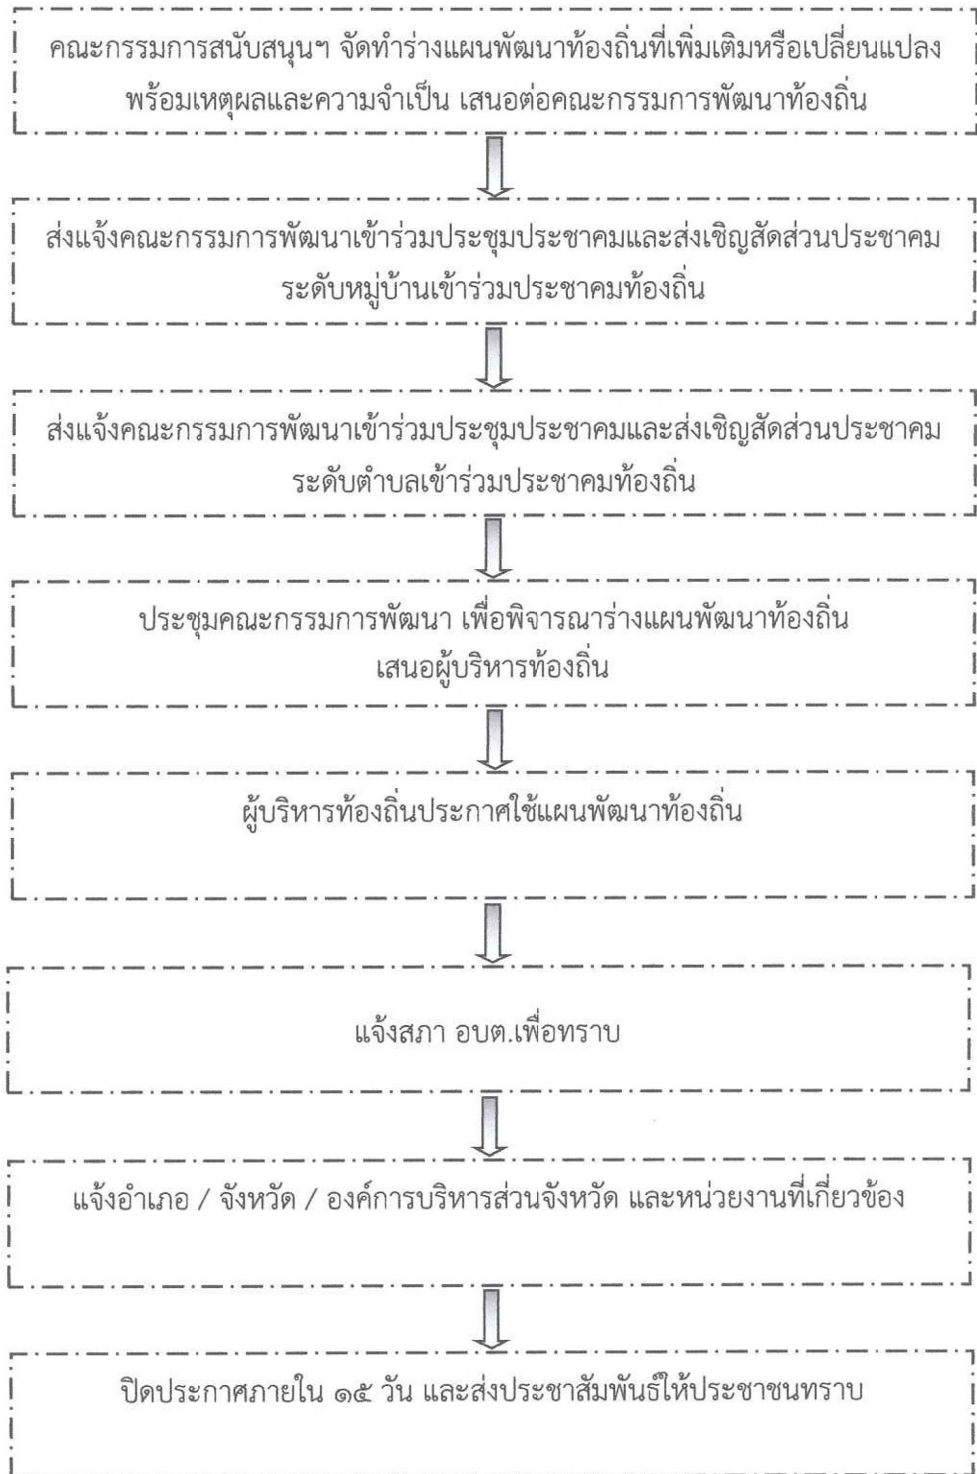 คณะกรรมการสนับสนุนฯ จัดทำร่างแผนพัฒนาท้องถิ่นที่เพิ่มเติมหรือเปลี่ยนแปลง
พร้อมเหตุผลและความจำเป็น เสนอต่อคณะกรรมการพัฒนาท้องถิ่น
ส่งแจ้งคณะกรรมการพัฒนาเข้าร่วมประชุมประชาคมและส่งเชิญสัดส่วนประชาคม
ระดับหมู่บ้านเข้าร่วมประชาคมท้องถิ่น
ส่งแจ้งคณะกรรมการพัฒนาเข้าร่วมประชุมประชาคมและส่งเชิญสัดส่วนประชาคม
ระดับตำบลเข้าร่วมประชาคมท้องถิ่น
ประชุมคณะกรรมการพัฒนา เพื่อพิจารณาร่างแผนพัฒนาท้องถิ่น
เสนอผู้บริหารท้องถิ่น
ผู้บริหารท้องถิ่นประกาศใช้แผนพัฒนาท้องถิ่น
แจ้งสภา อบต.เพื่อทราบ
แจ้งอำเภอ / จังหวัด / องค์การบริหารส่วนจังหวัด และหน่วยงานที่เกี่ยวข้อง
ปิดประกาศภายใน ๑๕ วัน และส่งประชาสัมพันธ์ให้ประชาชนทราบ